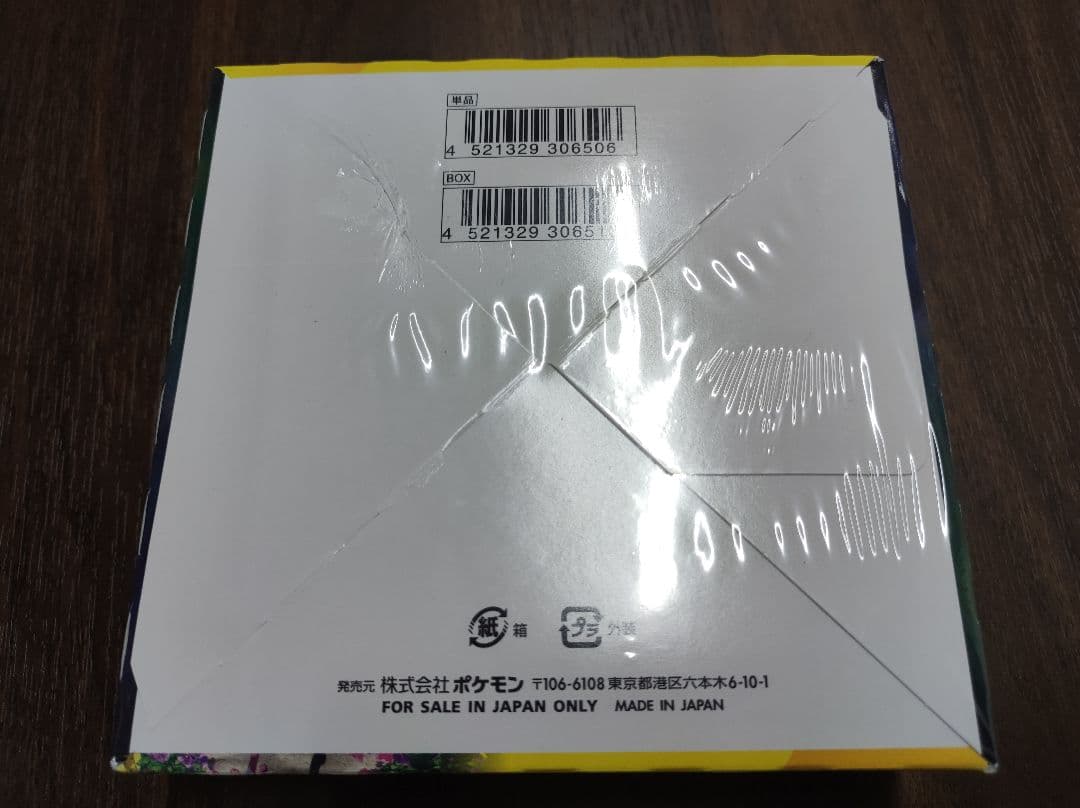 単品
4 521329 306506
BOX
4 521329
紙 箱
プラ 外装
発売元 株式会社 ポケモン 〒106-6108 東京都港区六本木6-10-1
FOR SALE IN JAPAN ONLY MADE IN JAPAN